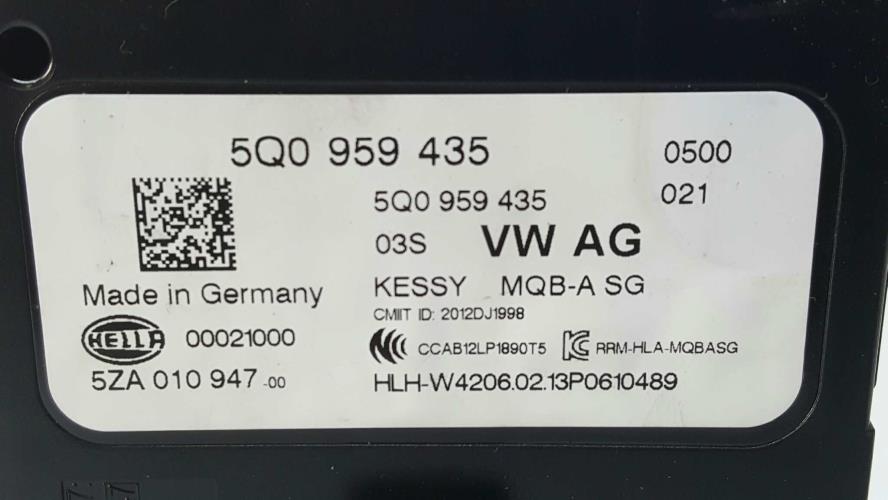 5Q0 959 435 0500
5Q0 959 435 021
03S VW AG
Made in Germany KESSY MQB-A SG
CMIIT ID: 2012DJ1998
HELLA 00021000 CCAB12LP1890T5 RRM-HLA-MQBASG
5ZA 010 947 -00 HLH-W4206.02.13P0610489